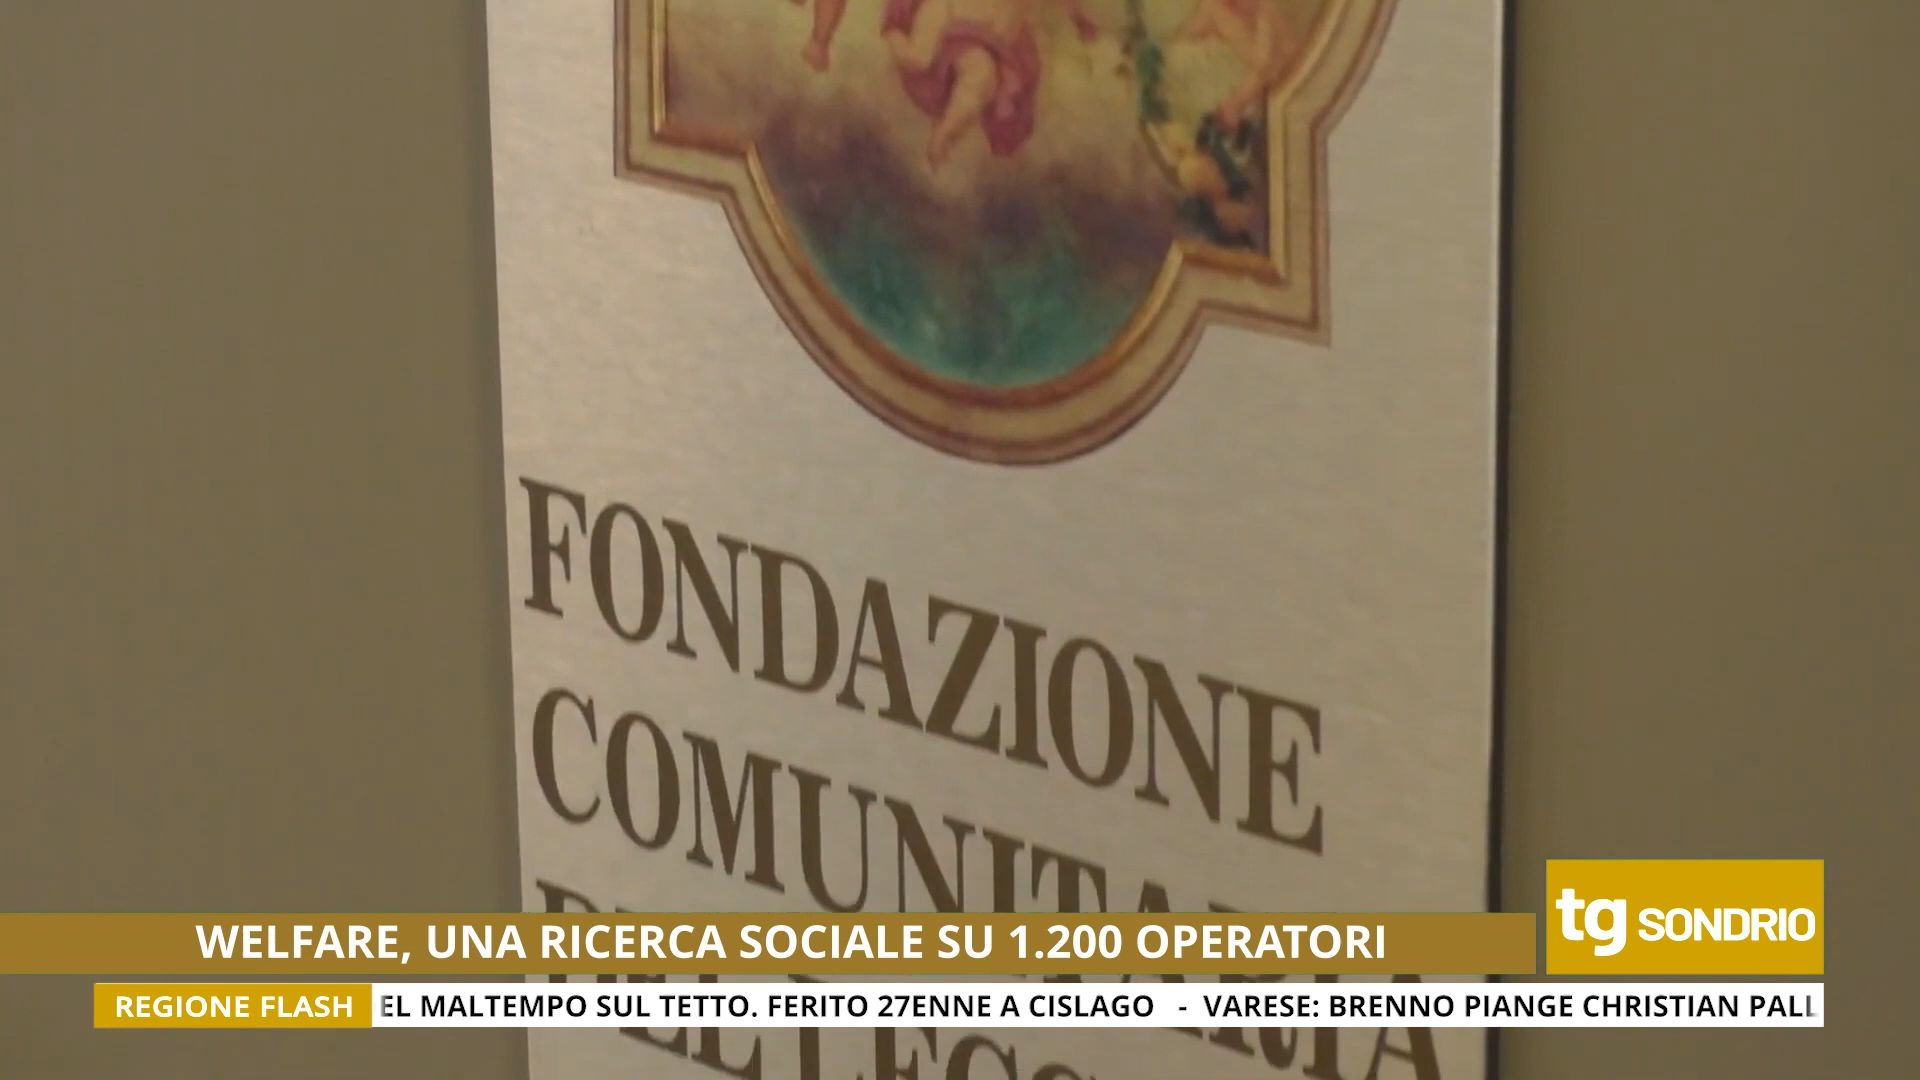 FONDAZIONE
COMUNITARIA
WELFARE, UNA RICERCA SOCIALE SU 1.200 OPERATORI
tg SONDRIO
REGIONE FLASH
EL MALTEMPO SUL TETTO. FERITO 27ENNE A CISLAGO - VARESE: BRENNO PIANGE CHRISTIAN PALL